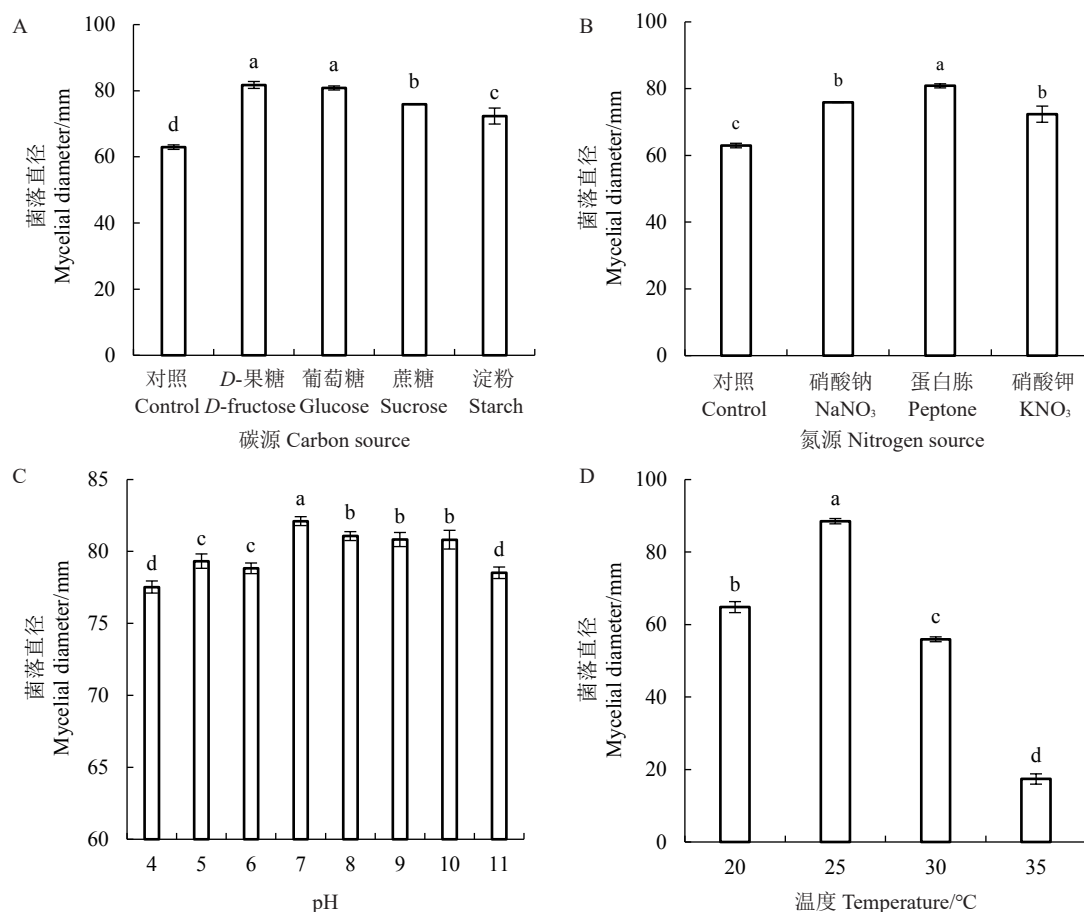 A
菌落直径
Mycelial diameter/mm
100
80
60
40
20
0
d
a
a
b
c
对照
Control
D-果糖
D-fructose
葡萄糖
Glucose
蔗糖
Sucrose
淀粉
Starch
碳源 Carbon source
B
菌落直径
Mycelial diameter/mm
100
80
60
40
20
0
c
b
a
b
对照
Control
硝酸钠
NaNO₃
蛋白胨
Peptone
硝酸钾
KNO₃
氮源 Nitrogen source
C
菌落直径
Mycelial diameter/mm
85
80
75
70
65
60
d
c
c
a
b
b
b
d
4 5 6 7 8 9 10 11
pH
D
菌落直径
Mycelial diameter/mm
100
80
60
40
20
0
b
a
c
d
20 25 30 35
温度 Temperature/°C